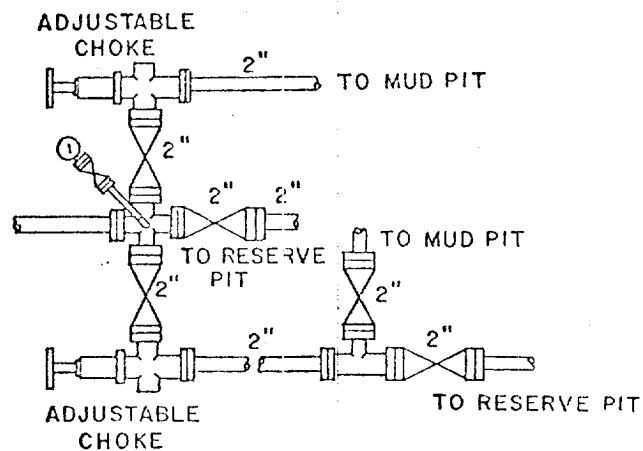 ADJUSTABLE
CHOKE
2"
TO MUD PIT
2"
1
2"
2"
TO RESERVE
PIT
TO MUD PIT
2"
2"
2"
2"
TO RESERVE PIT
ADJUSTABLE
CHOKE